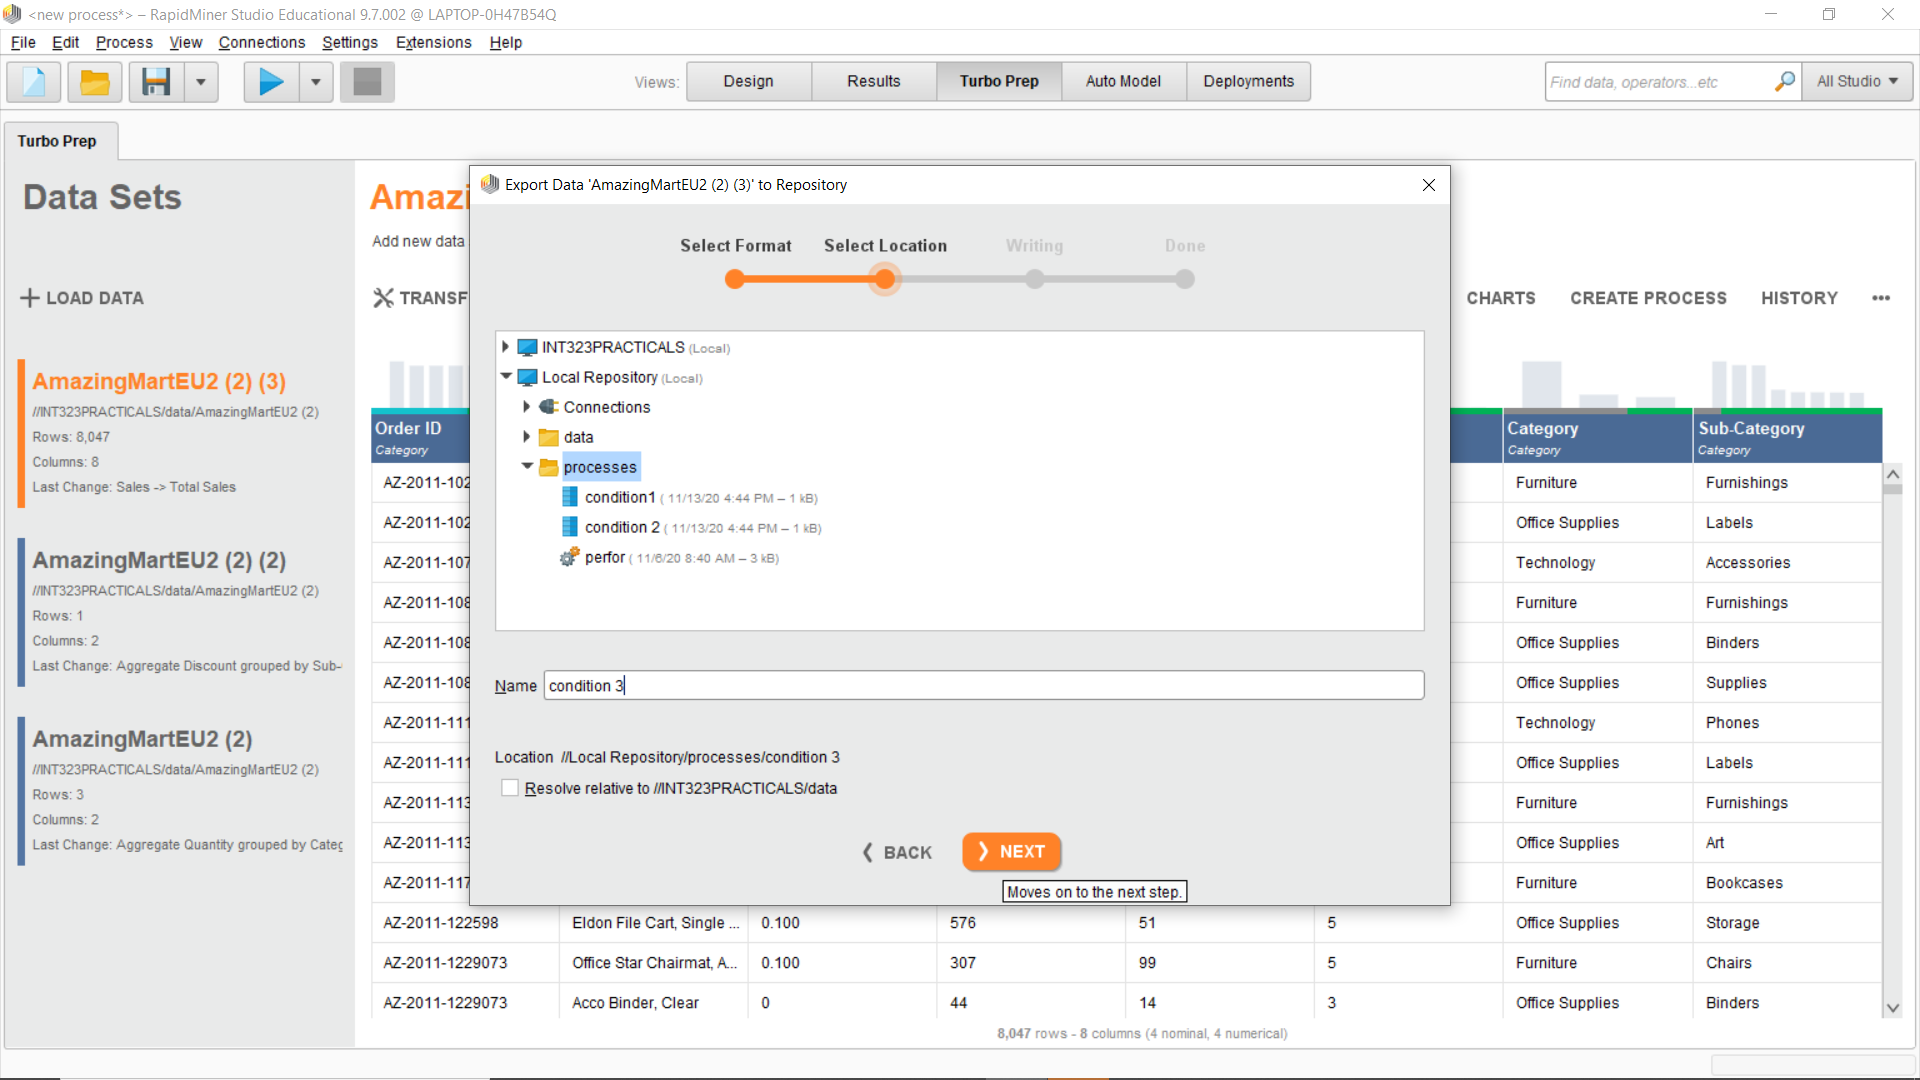 <new process*> – RapidMiner Studio Educational 9.7.002 @ LAPTOP-0H47B54Q
File Edit Process View Connections Settings Extensions Help
Views: Design Results Turbo Prep Auto Model Deployments
Find data, operators...etc All Studio
Turbo Prep
Data Sets
LOAD DATA
AmazingMartEU2 (2) (3)
//INT323PRACTICALS/data/AmazingMartEU2 (2)
Rows: 8,047
Columns: 8
Last Change: Sales -> Total Sales
AmazingMartEU2 (2) (2)
//INT323PRACTICALS/data/AmazingMartEU2 (2)
Rows: 1
Columns: 2
Last Change: Aggregate Discount grouped by Sub-
AmazingMartEU2 (2)
//INT323PRACTICALS/data/AmazingMartEU2 (2)
Rows: 3
Columns: 2
Last Change: Aggregate Quantity grouped by Categ
Amazi
Add new data
TRANSF CHARTS CREATE PROCESS HISTORY •••
Export Data 'AmazingMartEU2 (2) (3)' to Repository
Select Format Select Location Writing Done
INT323PRACTICALS (Local)
Local Repository (Local)
Connections
data
processes
condition1 ( 11/13/20 4:44 PM – 1 kB)
condition 2 ( 11/13/20 4:44 PM – 1 kB)
perfor ( 11/6/20 8:40 AM – 3 kB)
Name condition 3
Location //Local Repository/processes/condition 3
Resolve relative to //INT323PRACTICALS/data
BACK NEXT
Moves on to the next step.
Order ID Category Sub-Category
Category Category Category
AZ-2011-102 Furniture Furnishings
AZ-2011-102 Office Supplies Labels
AZ-2011-107 Technology Accessories
AZ-2011-108 Furniture Furnishings
AZ-2011-108 Office Supplies Binders
AZ-2011-108 Office Supplies Supplies
AZ-2011-111 Technology Phones
AZ-2011-111 Office Supplies Labels
AZ-2011-113 Furniture Furnishings
AZ-2011-113 Office Supplies Art
AZ-2011-117 Furniture Bookcases
AZ-2011-122598 Eldon File Cart, Single ... 0.100 576 51 5 Office Supplies Storage
AZ-2011-1229073 Office Star Chairmat, A... 0.100 307 99 5 Furniture Chairs
AZ-2011-1229073 Acco Binder, Clear 0 44 14 3 Office Supplies Binders
8,047 rows - 8 columns (4 nominal, 4 numerical)